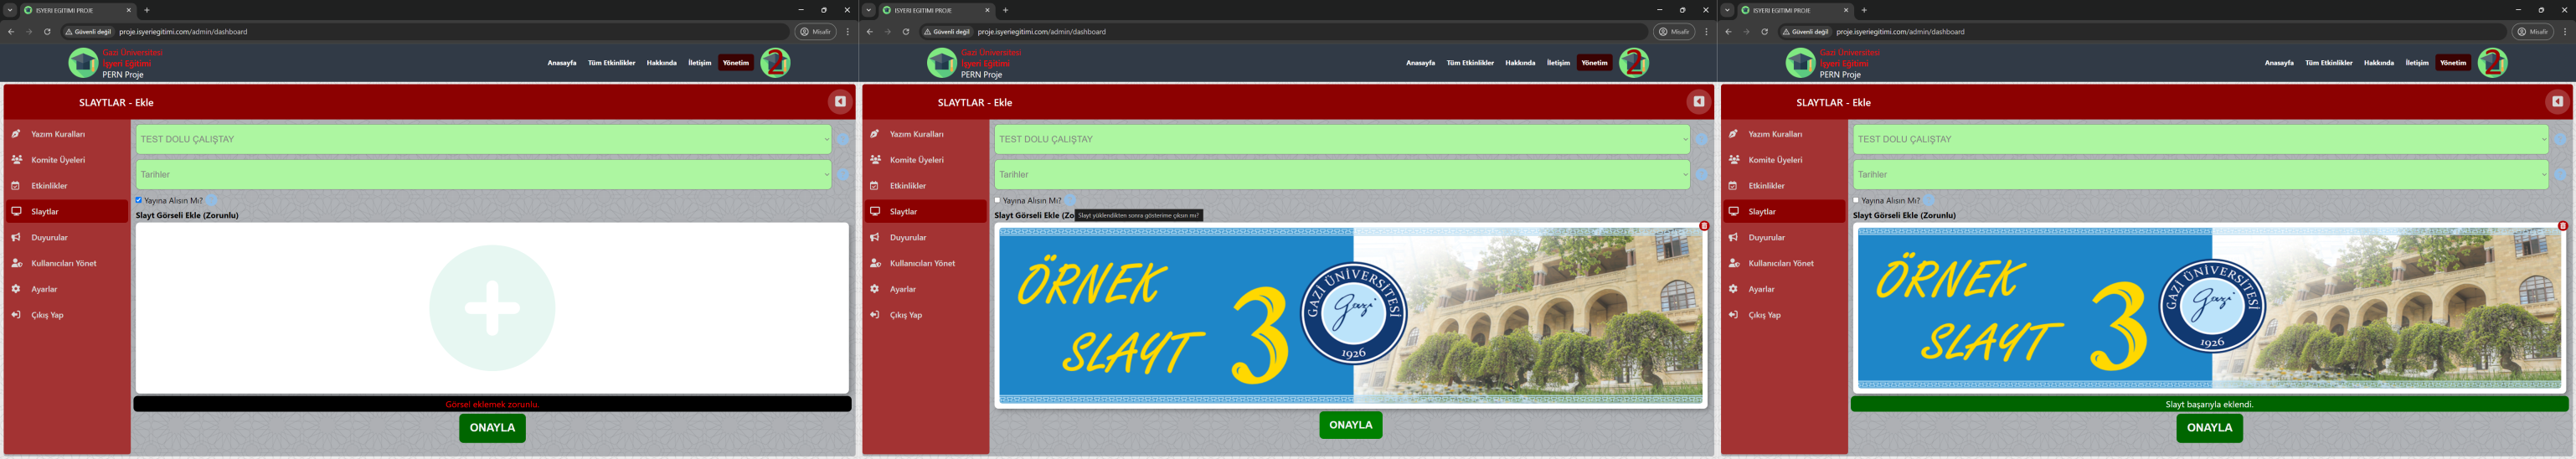 ISYERI EGITIMI PROJE
Güvenli değil
proje.isyeriegitimi.com/admin/dashboard
Misafir
Gazi Üniversitesi
İşyeri Eğitimi
PERN Proje
Anasayfa
Tüm Etkinlikler
Hakkında
İletişim
Yönetim
2
SLAYTLAR - Ekle
Yazım Kuralları
Komite Üyeleri
Etkinlikler
Slaytlar
Duyurular
Kullanıcıları Yönet
Ayarlar
Çıkış Yap
TEST DOLU ÇALIŞTAY
Tarihler
Yayına Alısın Mı?
Slayt Görseli Ekle (Zorunlu)
Görsel eklemek zorunlu.
ONAYLA
ISYERI EGITIMI PROJE
Güvenli değil
proje.isyeriegitimi.com/admin/dashboard
Misafir
Gazi Üniversitesi
İşyeri Eğitimi
PERN Proje
Anasayfa
Tüm Etkinlikler
Hakkında
İletişim
Yönetim
2
SLAYTLAR - Ekle
Yazım Kuralları
Komite Üyeleri
Etkinlikler
Slaytlar
Duyurular
Kullanıcıları Yönet
Ayarlar
Çıkış Yap
TEST DOLU ÇALIŞTAY
Tarihler
Yayına Alısın Mı?
Slayt Görseli Ekle (Zo
Slayt yüklendikten sonra gösterime çıksın mı?
ÖRNEK
SLAYT 3
GAZİ ÜNİVERSİTESİ
gazi
1926
ONAYLA
ISYERI EGITIMI PROJE
Güvenli değil
proje.isyeriegitimi.com/admin/dashboard
Misafir
Gazi Üniversitesi
İşyeri Eğitimi
PERN Proje
Anasayfa
Tüm Etkinlikler
Hakkında
İletişim
Yönetim
2
SLAYTLAR - Ekle
Yazım Kuralları
Komite Üyeleri
Etkinlikler
Slaytlar
Duyurular
Kullanıcıları Yönet
Ayarlar
Çıkış Yap
TEST DOLU ÇALIŞTAY
Tarihler
Yayına Alısın Mı?
Slayt Görseli Ekle (Zorunlu)
ÖRNEK
SLAYT 3
GAZİ ÜNİVERSİTESİ
gazi
1926
Slayt başarıyla eklendi.
ONAYLA